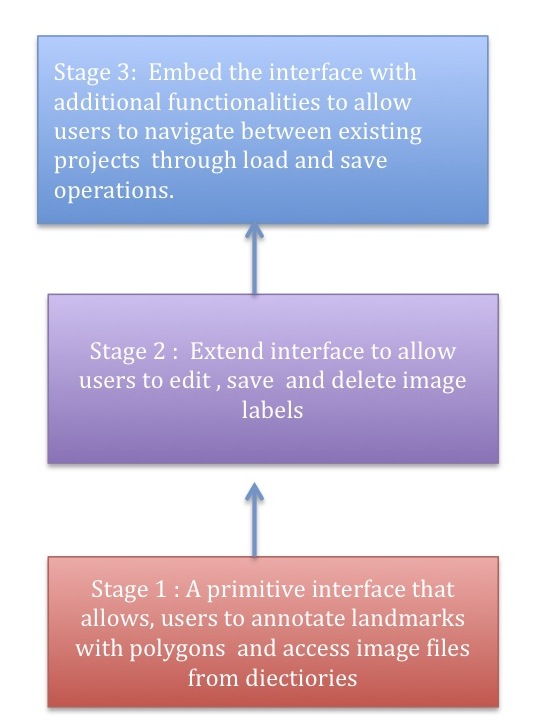 Stage 3:  Embed the interface with
additional functionalities to allow
users to navigate between existing
projects  through load and save
operations.
Stage 2 :  Extend interface to allow
users to edit , save  and delete image
labels
Stage 1 : A primitive interface that
allows, users to annotate landmarks
with polygons  and access image files
from diectiories